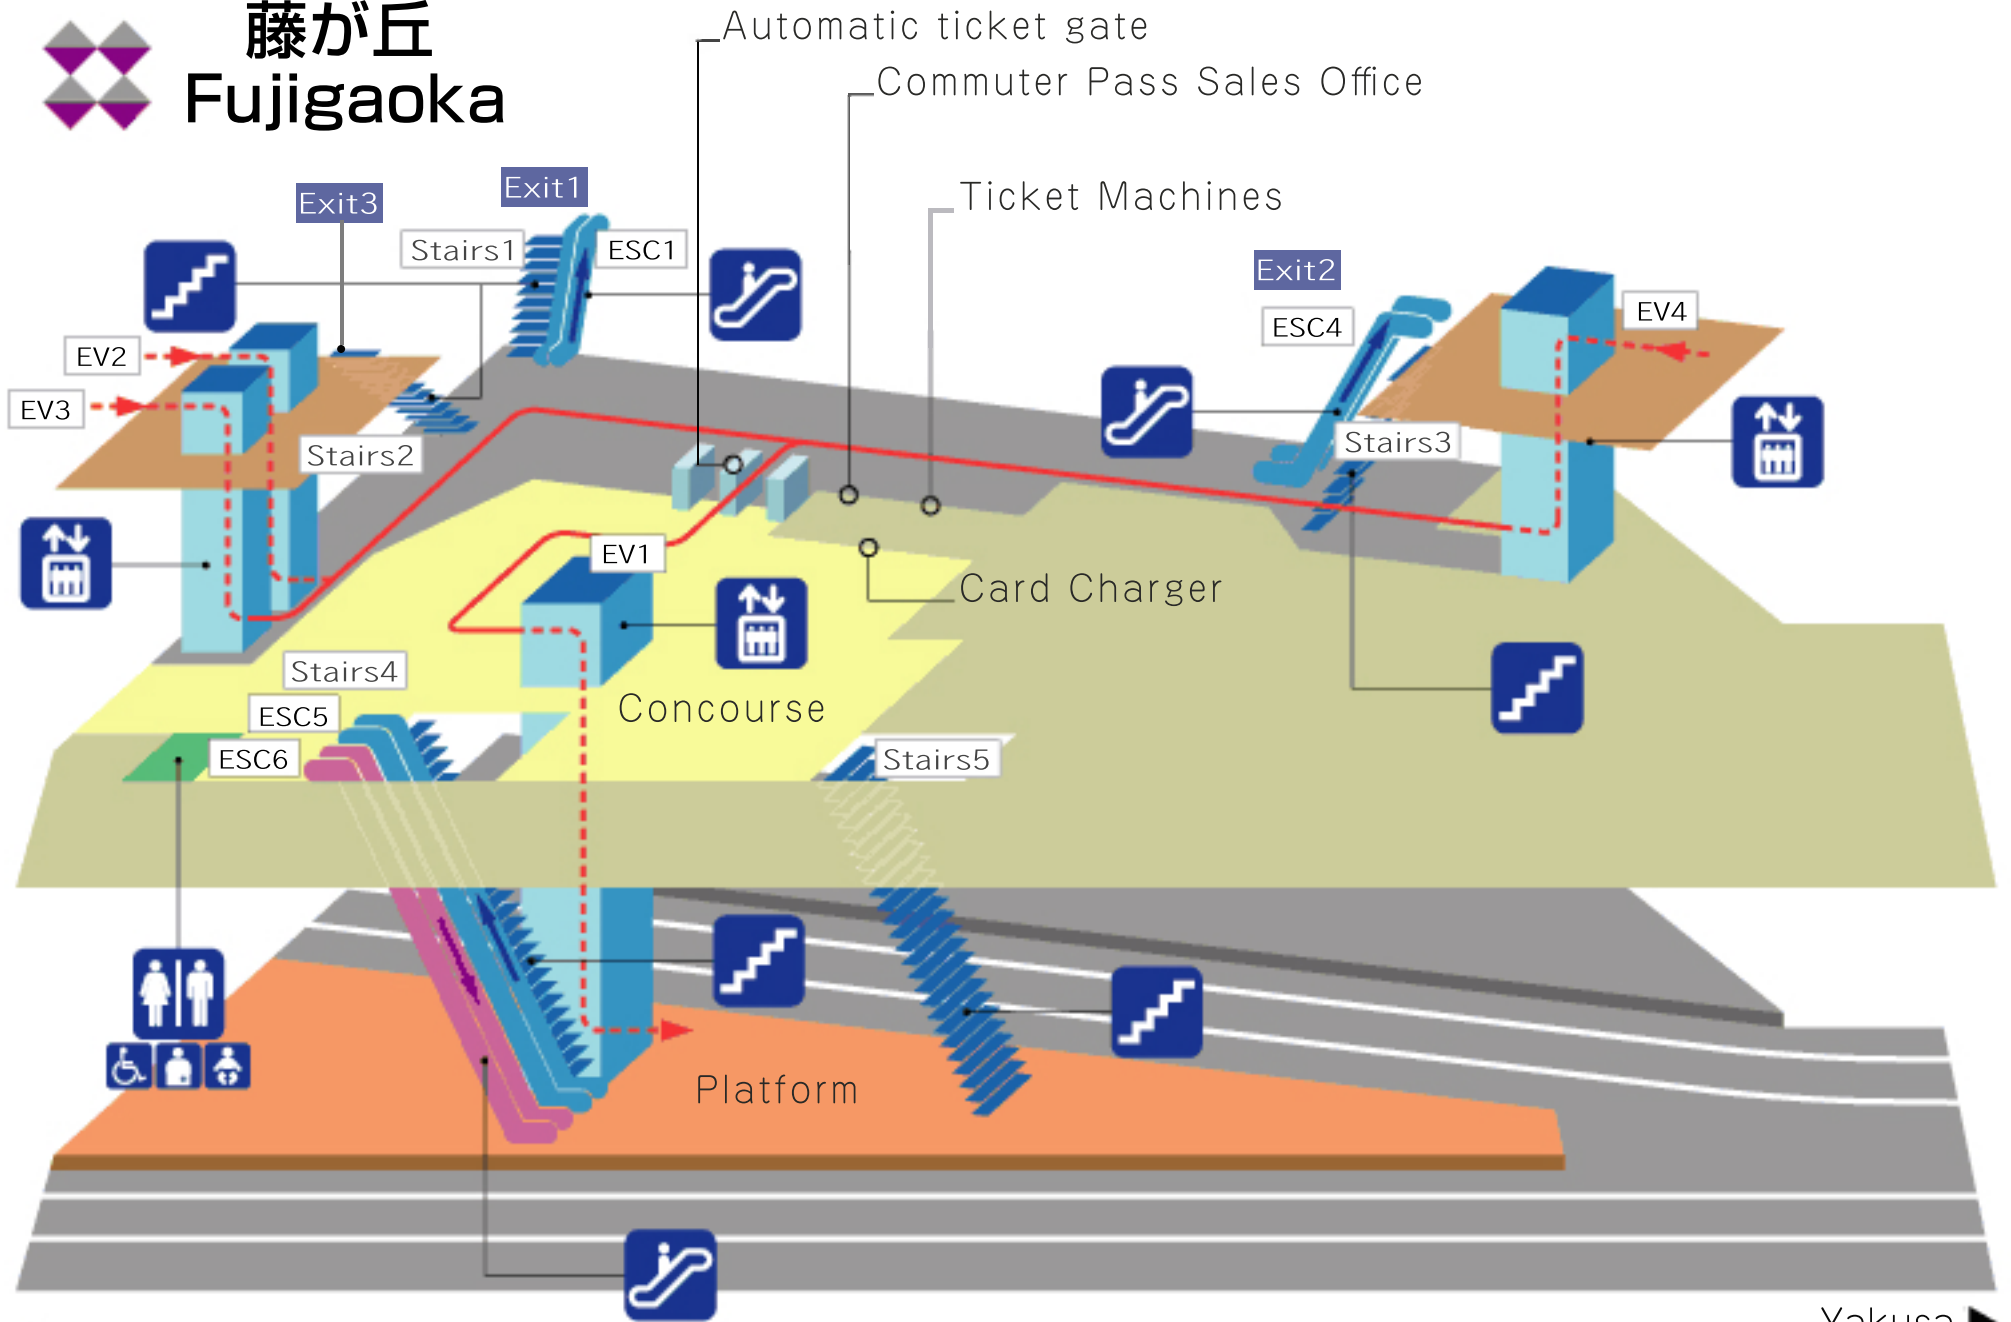 藤が丘
Fujigaoka
Automatic ticket gate
Commuter Pass Sales Office
Ticket Machines
Exit1
Exit3
Stairs1
ESC1
Exit2
ESC4
EV4
EV2
EV3
Stairs2
Stairs3
EV1
Card Charger
Stairs4
ESC5
Concourse
ESC6
Stairs5
Platform
Yakusa